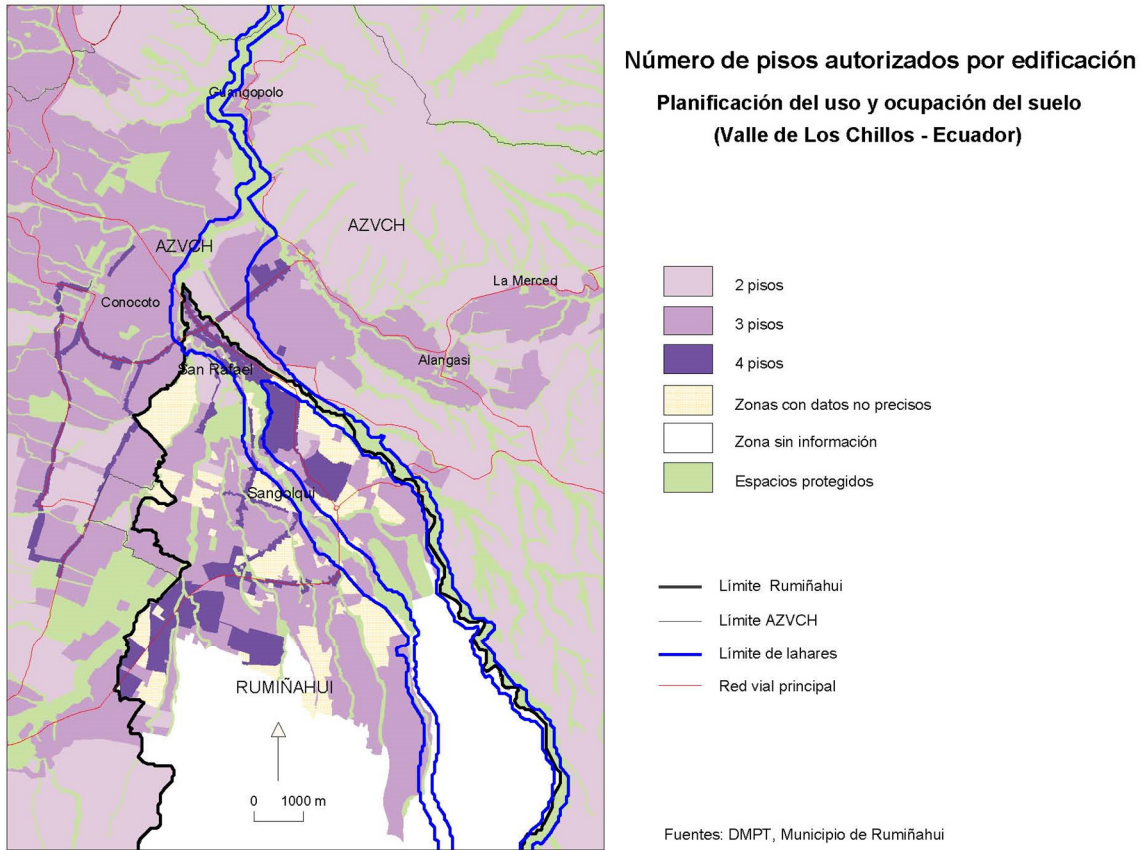 Número de pisos autorizados por edificación
Planificación del uso y ocupación del suelo
(Valle de Los Chillos - Ecuador)
Guangopolo
AZVCH
AZVCH
La Merced
Conocoto
Alangasi
San Rafael
Sangolqui
RUMIÑAHUI
0 1000 m
2 pisos
3 pisos
4 pisos
Zonas con datos no precisos
Zona sin información
Espacios protegidos
Límite Rumiñahui
Límite AZVCH
Límite de lahares
Red vial principal
Fuentes: DMPT, Municipio de Rumiñahui